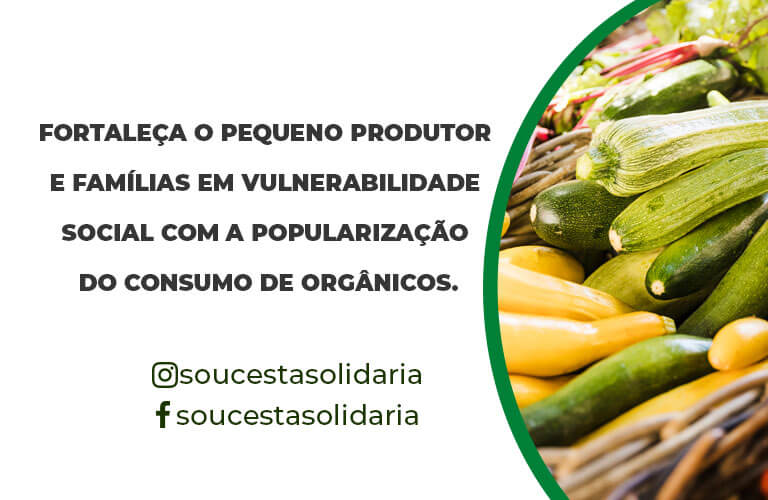 FORTALEÇA O PEQUENO PRODUTOR
E FAMÍLIAS EM VULNERABILIDADE
SOCIAL COM A POPULARIZAÇÃO
DO CONSUMO DE ORGÂNICOS.
soucestasolidaria
soucestasolidaria